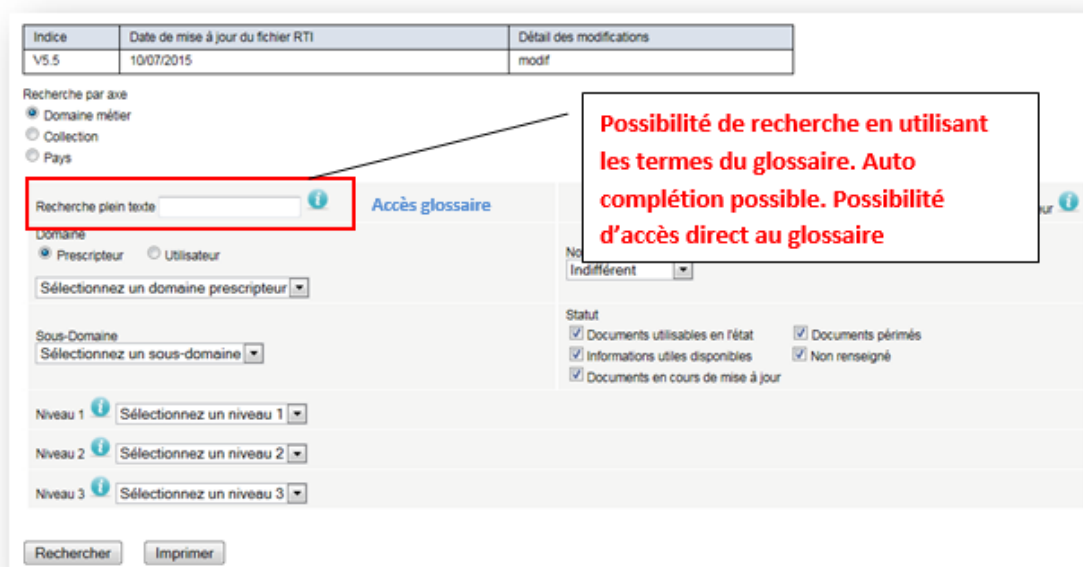 Indice Date de mise à jour du fichier RTI Détail des modifications
V5.5 10/07/2015 modif
Recherche par axe
Domaine métier
Collection
Pays
Possibilité de recherche en utilisant
les termes du glossaire. Auto
complétion possible. Possibilité
d'accès direct au glossaire
Recherche plein texte Accès glossaire
Domaine
Prescripteur Utilisateur
Indifférent
Sélectionnez un domaine prescripteur
Statut
Sous-Domaine
Documents utilisables en l'état Documents périmés
Sélectionnez un sous-domaine
Informations utiles disponibles Non renseigné
Documents en cours de mise à jour
Niveau 1 Sélectionnez un niveau 1
Niveau 2 Sélectionnez un niveau 2
Niveau 3 Sélectionnez un niveau 3
Rechercher Imprimer